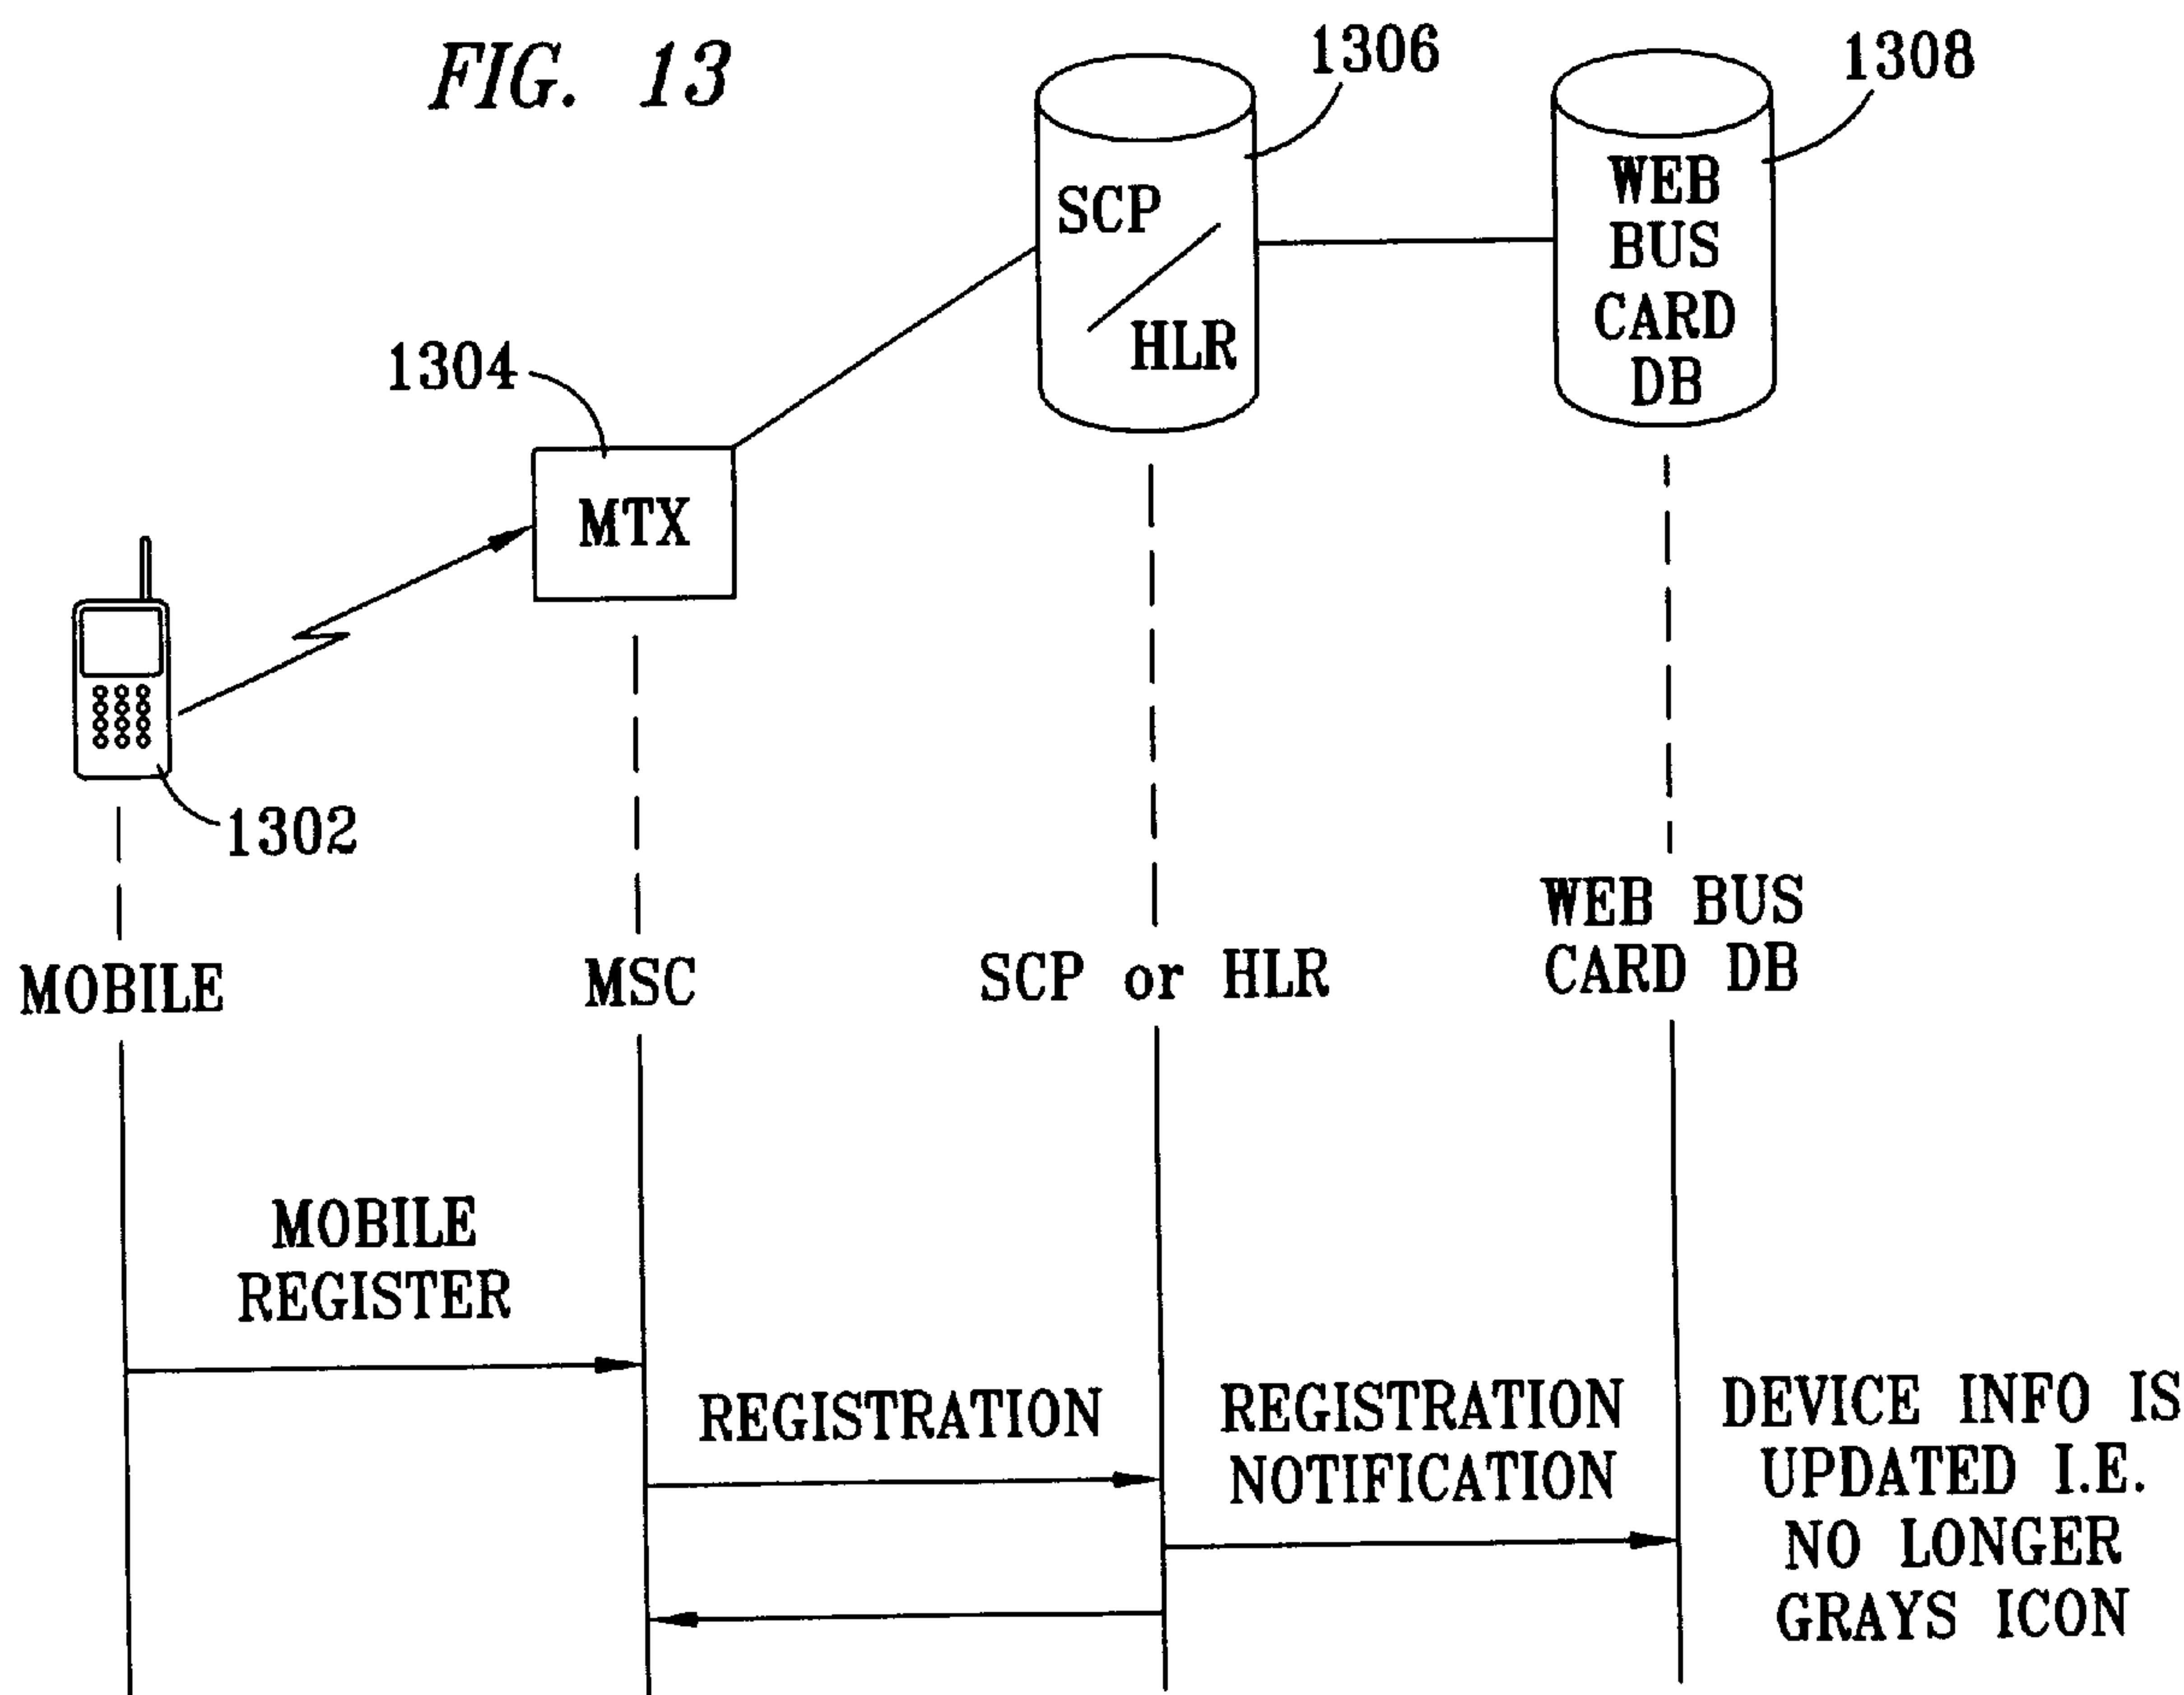 FIG. 13
1306
1308
SCP
HLR
WEB
BUS
CARD
DB
1304
MTX
1302
MOBILE
MSC
SCP or HLR
WEB BUS
CARD DB
MOBILE
REGISTER
REGISTRATION
REGISTRATION
NOTIFICATION
DEVICE INFO IS
UPDATED I.E.
NO LONGER
GRAYS ICON